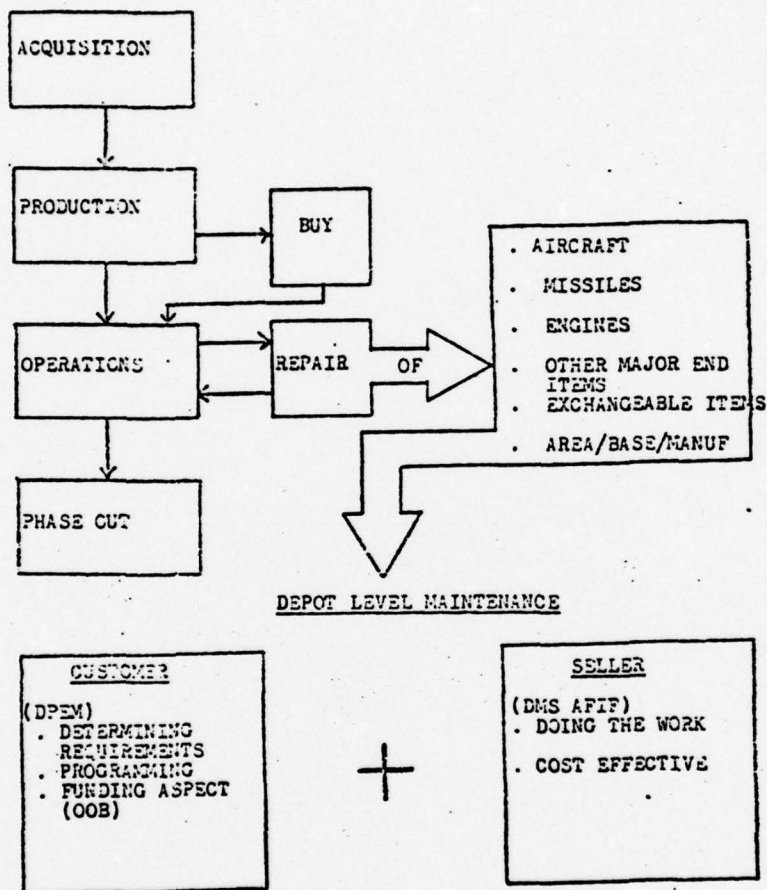 ACQUISITION
PRODUCTION
BUY
OPERATIONS
REPAIR
OF
PHASE OUT
. AIRCRAFT
. MISSILES
. ENGINES
. OTHER MAJOR END
ITEMS
. EXCHANGEABLE ITEMS
. AREA/BASE/MANUF
DEPOT LEVEL MAINTENANCE
CUSTOMER
(DPEM)
. DETERMINING
REQUIREMENTS
. PROGRAMMING
. FUNDING ASPECT
(OOB)
+
SELLER
(DMS AFIF)
. DOING THE WORK
. COST EFFECTIVE